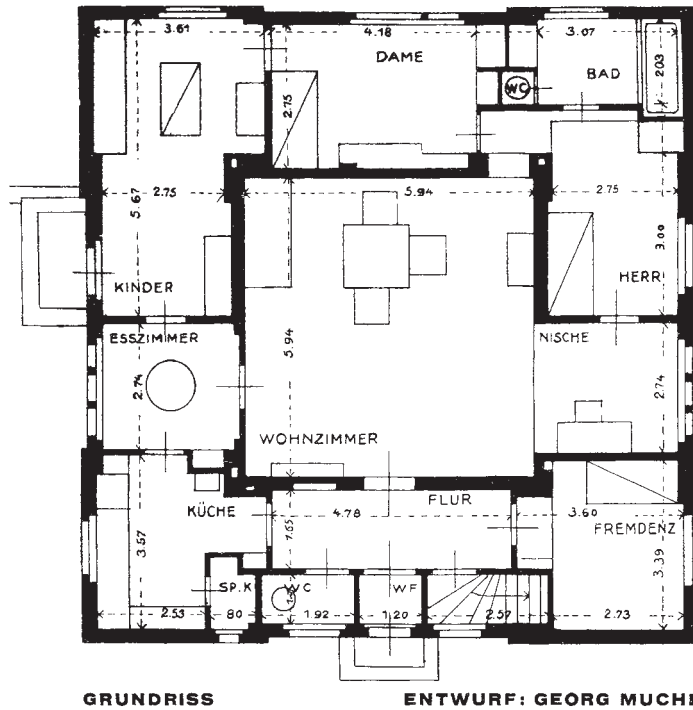 3.61
4.18
3.07
DAME
BAD
203
WC
2.75
2.75
5.94
2.75
5.67
3.00
KINDER
HERR
ESSZIMMER
NISCHE
2.74
5.94
2.74
WOHNZIMMER
KÜCHE
FLUR
4.78
3.60
1.65
FREMDENZ
3.57
3.39
SP.K
WC
WF
2.53
80
1.92
1.20
2.57
2.73
GRUNDRISS
ENTWURF: GEORG MUCHE